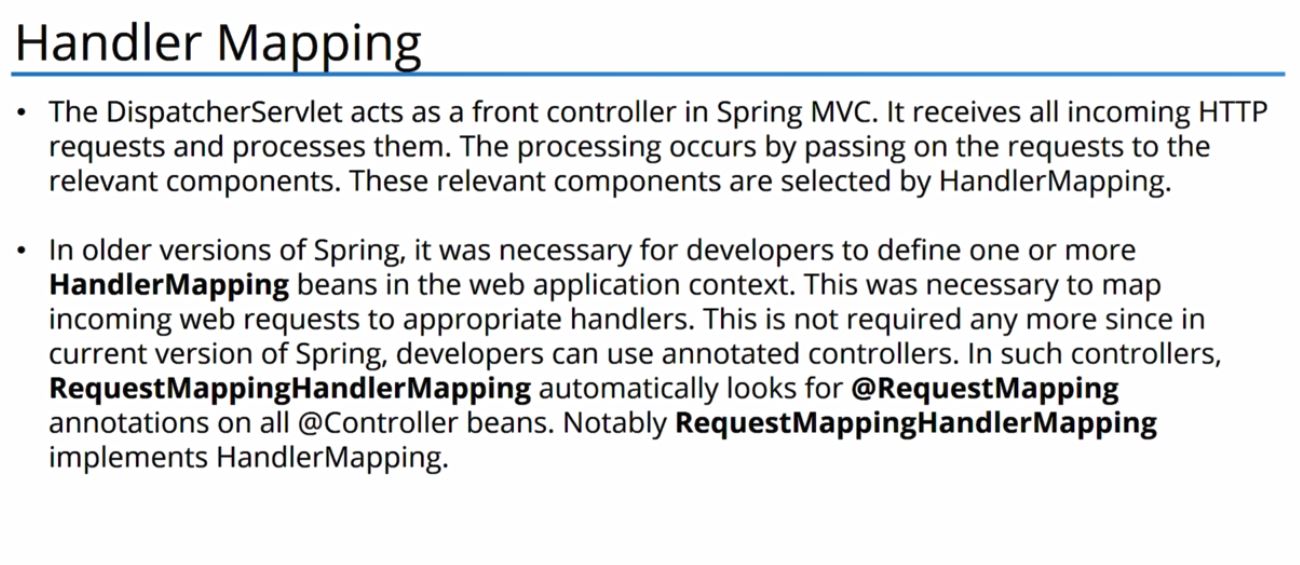 Handler Mapping
• The DispatcherServlet acts as a front controller in Spring MVC. It receives all incoming HTTP
requests and processes them. The processing occurs by passing on the requests to the
relevant components. These relevant components are selected by HandlerMapping.
• In older versions of Spring, it was necessary for developers to define one or more
HandlerMapping beans in the web application context. This was necessary to map
incoming web requests to appropriate handlers. This is not required any more since in
current version of Spring, developers can use annotated controllers. In such controllers,
RequestMappingHandlerMapping automatically looks for @RequestMapping
annotations on all @Controller beans. Notably RequestMappingHandlerMapping
implements HandlerMapping.